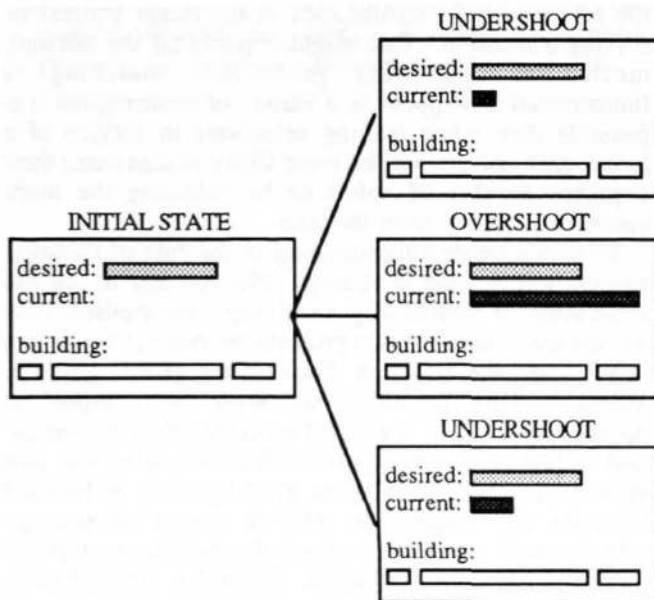 UNDERSHOOT
desired:
current:
building:
INITIAL STATE
desired:
current:
building:
OVERSHOOT
desired:
current:
building:
UNDERSHOOT
desired:
current:
building: